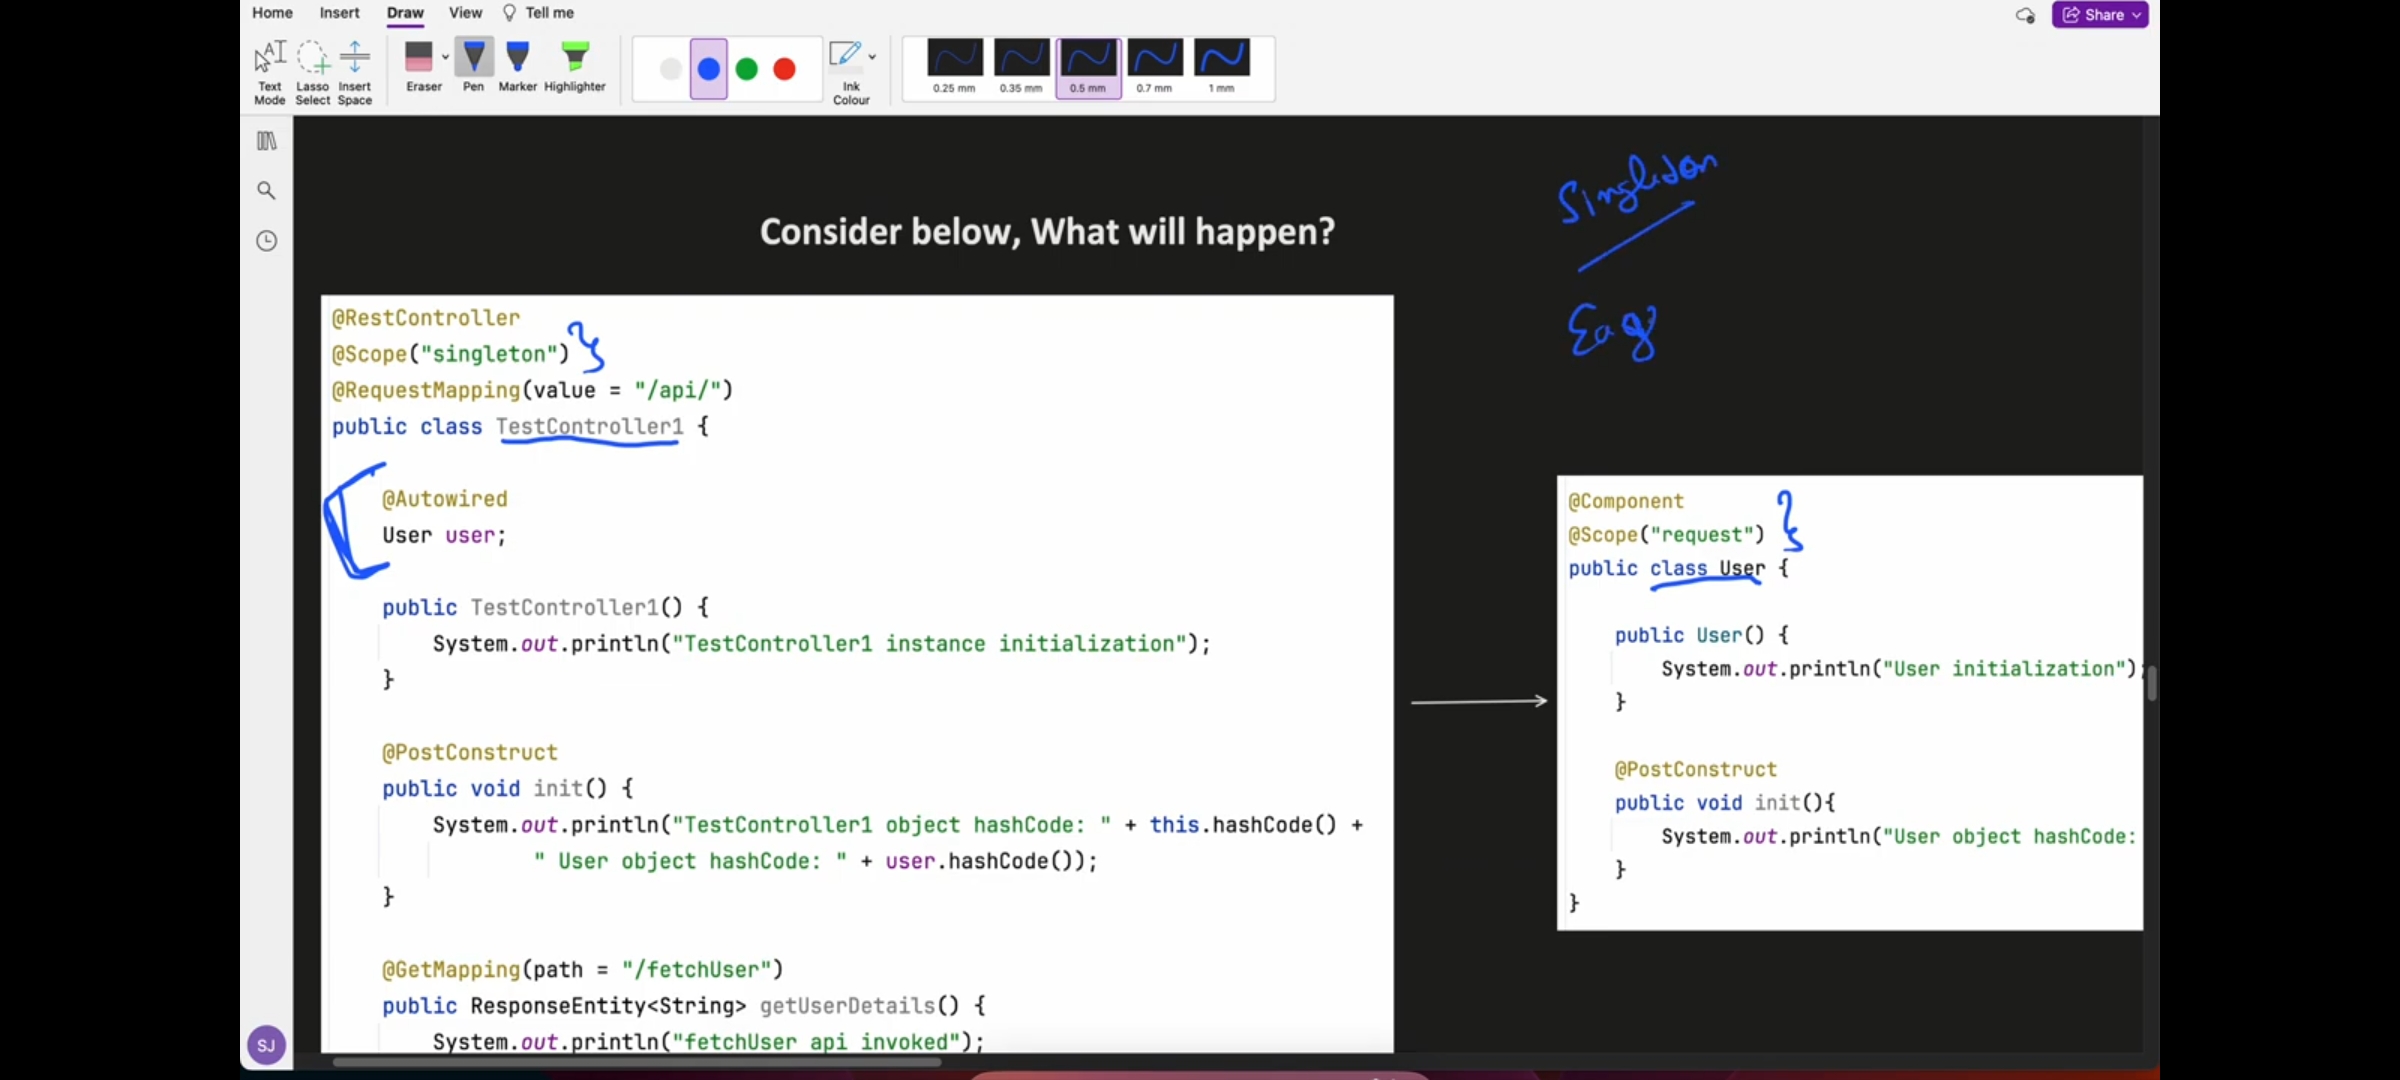 Home Insert Draw View Tell me
Share
Text Mode
Lasso Select
Insert Space
Eraser
Pen
Marker
Highlighter
Ink Colour
0.25 mm
0.35 mm
0.5 mm
0.7 mm
1 mm
Singleton
Consider below, What will happen?
Eag
@RestController
@Scope("singleton")
@RequestMapping(value = "/api/")
public class TestController1 {
@Autowired
User user;
public TestController1() {
System.out.println("TestController1 instance initialization");
}
@PostConstruct
public void init() {
System.out.println("TestController1 object hashCode: " + this.hashCode() +
" User object hashCode: " + user.hashCode());
}
@GetMapping(path = "/fetchUser")
public ResponseEntity<String> getUserDetails() {
System.out.println("fetchUser api invoked");
@Component
@Scope("request")
public class User {
public User() {
System.out.println("User initialization");
}
@PostConstruct
public void init(){
System.out.println("User object hashCode:
}
}
SJ